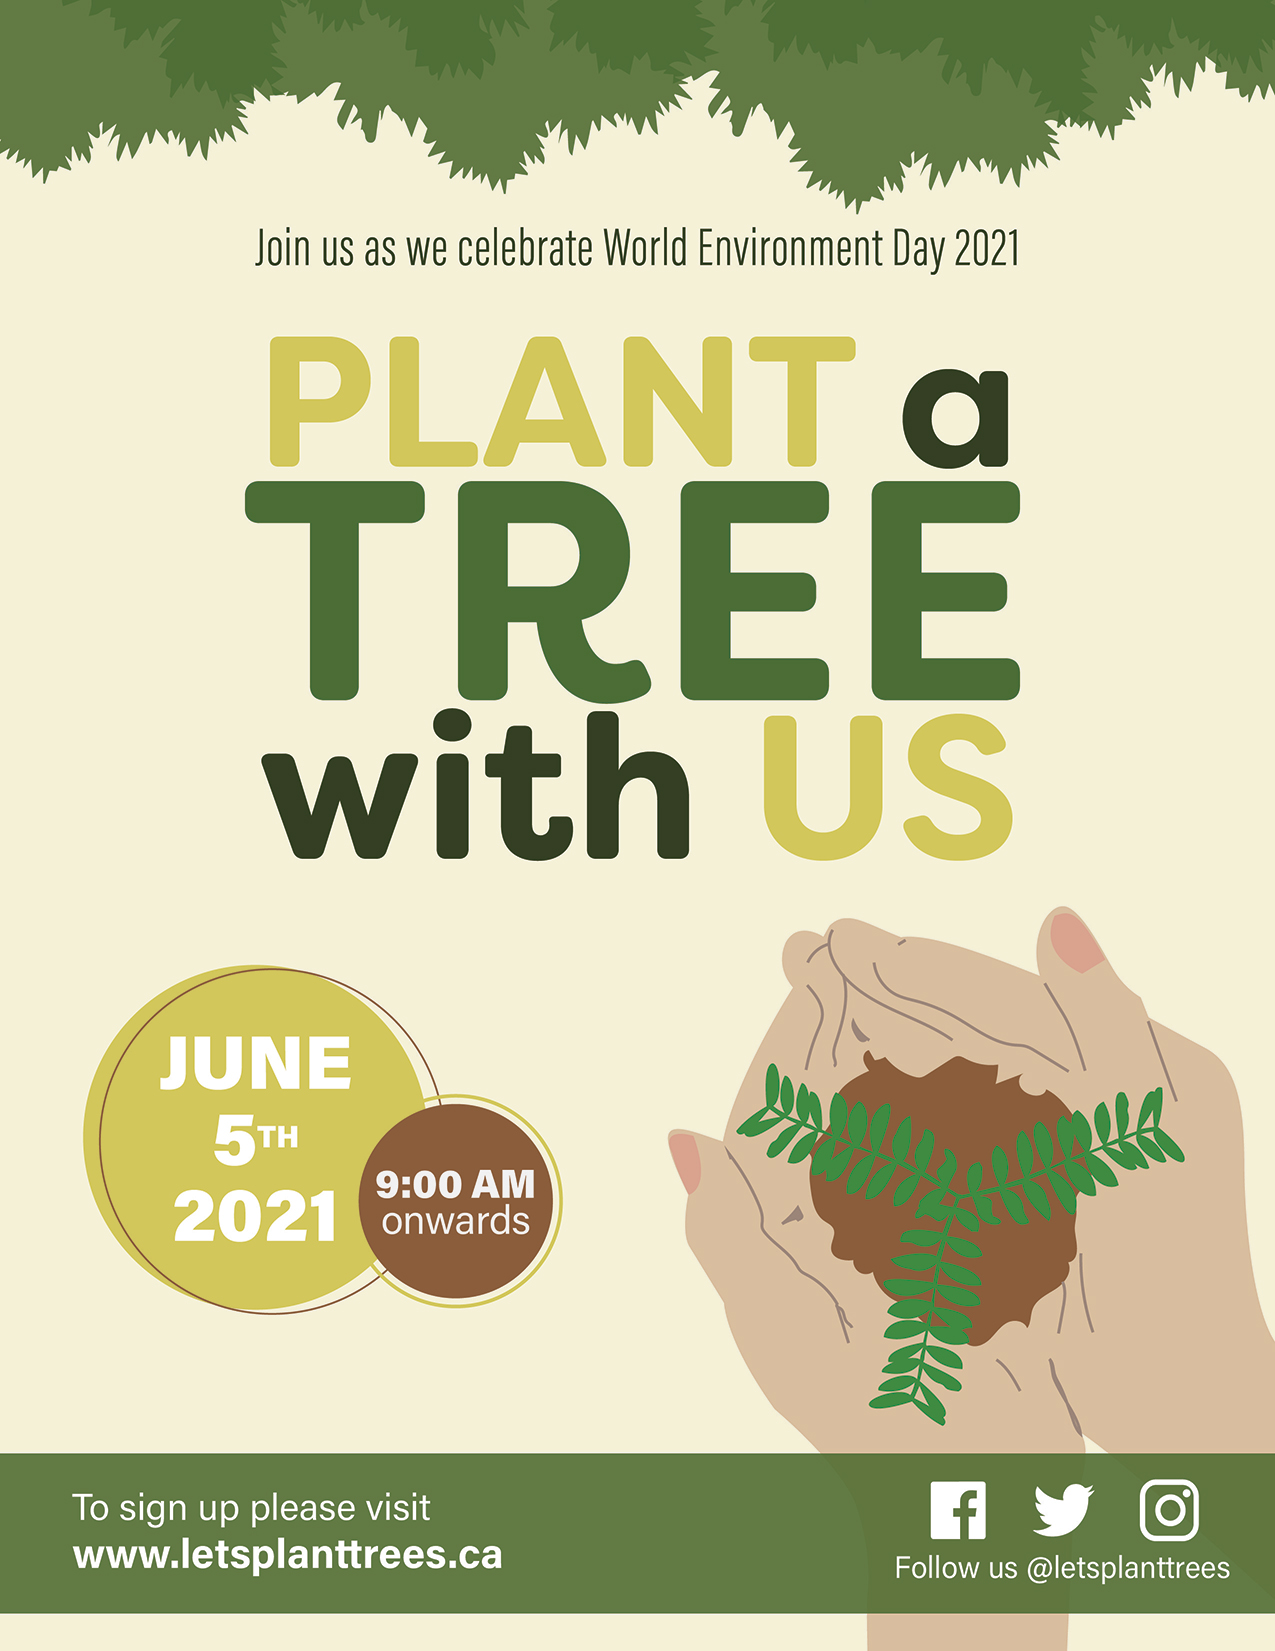 Join us as we celebrate World Environment Day 2021
PLANT a
TREE
with US
JUNE
5TH
2021
9:00 AM
onwards
To sign up please visit
www.letsplanttrees.ca
Follow us @letsplanttrees